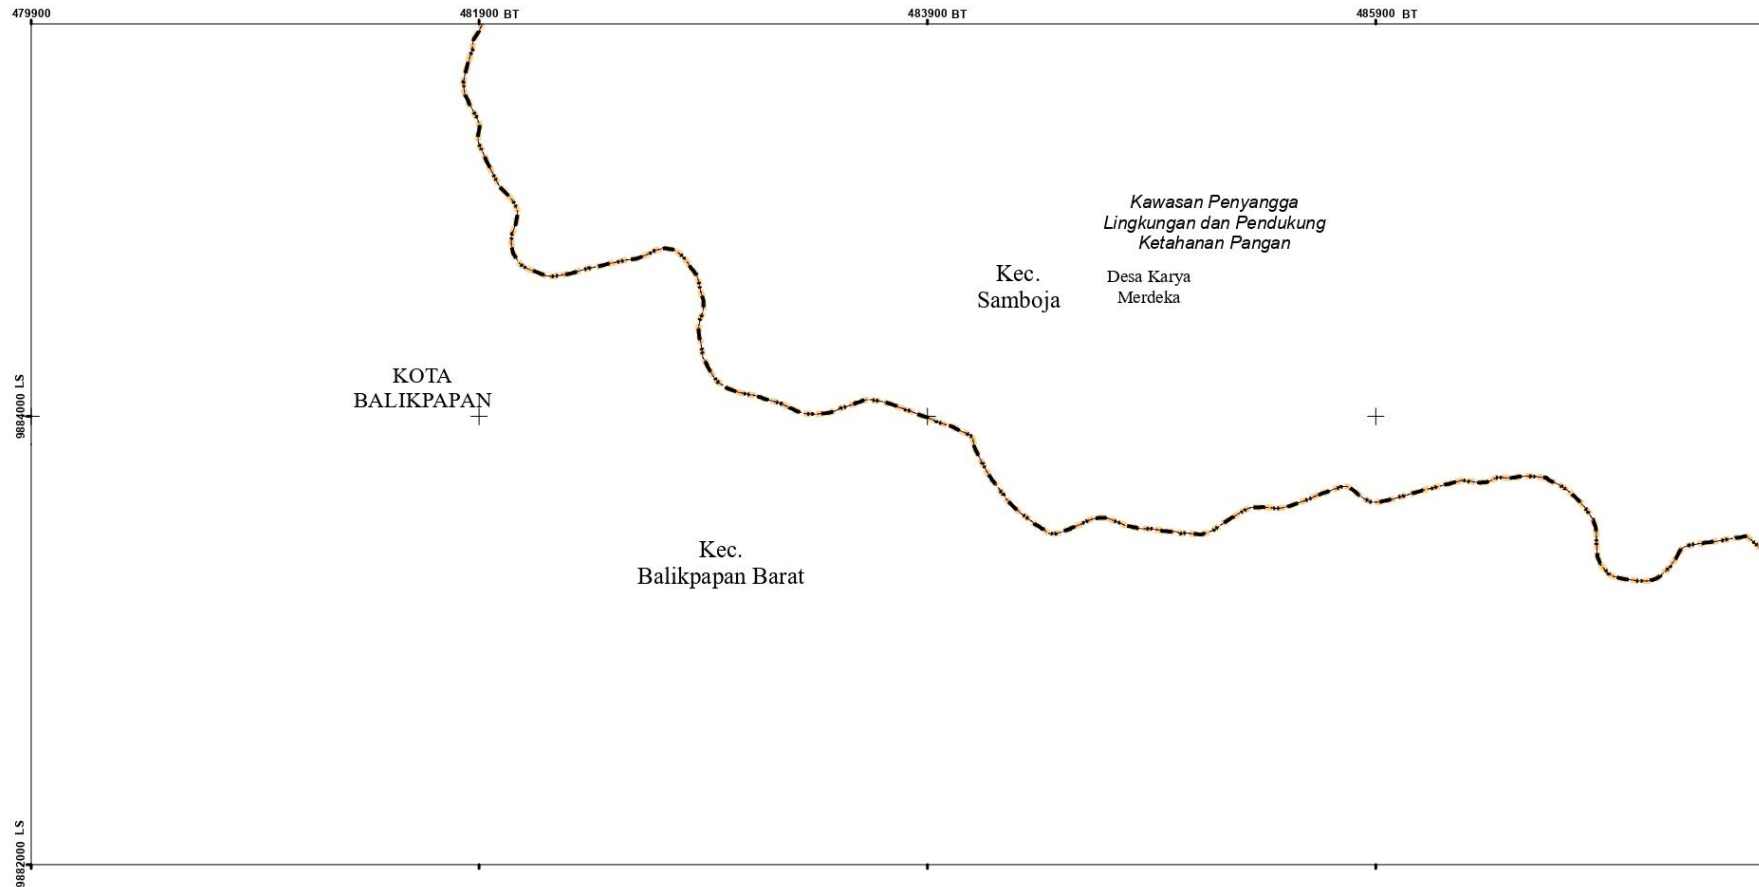 479900
481900 BT
483900 BT
485900 BT
Kawasan Penyangga
Lingkungan dan Pendukung
Ketahanan Pangan
Kec.
Samboja
Desa Karya
Merdeka
KOTA
BALIKPAPAN
9884000 LS
Kec.
Balikpapan Barat
9882000 LS